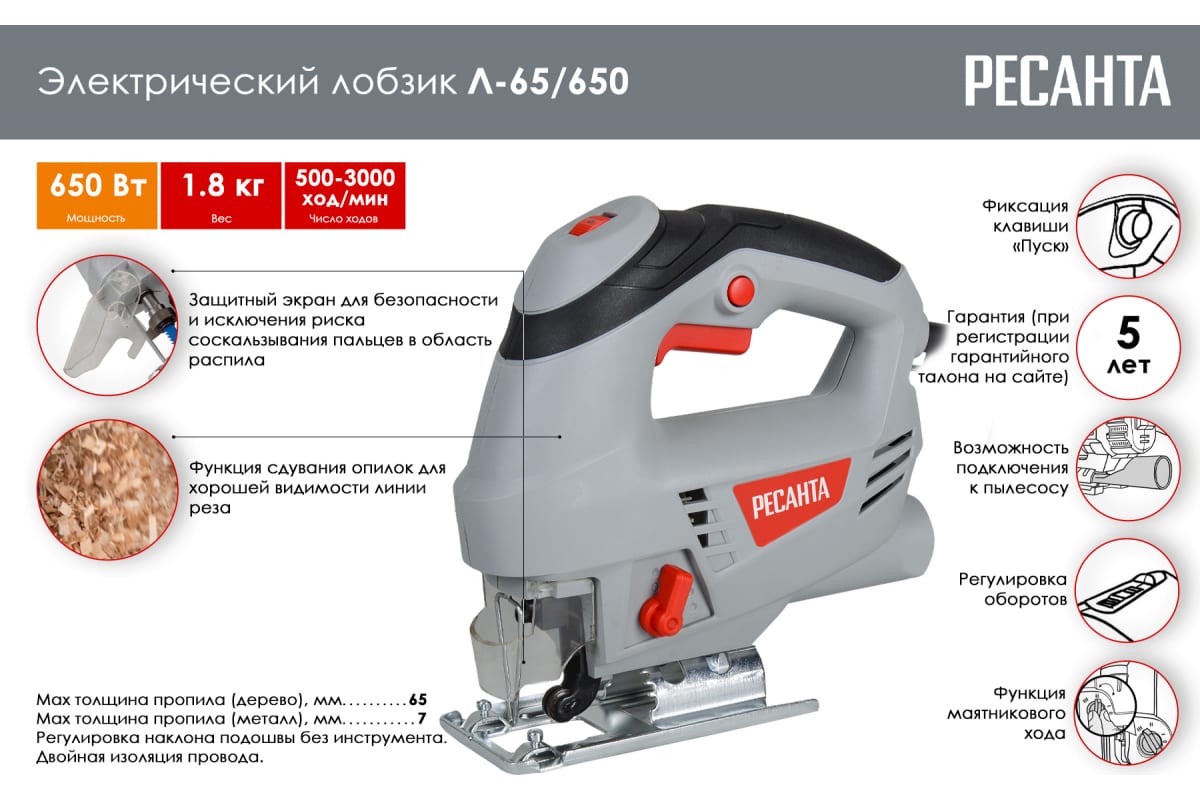 Электрический лобзик Л-65/650
РЕСАНТА
650 Вт
Мощность
1.8 кг
Вес
500-3000
ход/мин
Число ходов
Защитный экран для безопасности
и исключения риска
соскальзывания пальцев в область
распила
Функция сдувания опилок для
хорошей видимости линии
реза
РЕСАНТА
Фиксация
клавиши
«Пуск»
Гарантия (при
регистрации
гарантийного
талона на сайте)
5
лет
Возможность
подключения
к пылесосу
Регулировка
оборотов
Функция
маятникового
хода
Max толщина пропила (дерево), мм..........65
Max толщина пропила (металл), мм...........7
Регулировка наклона подошвы без инструмента.
Двойная изоляция провода.